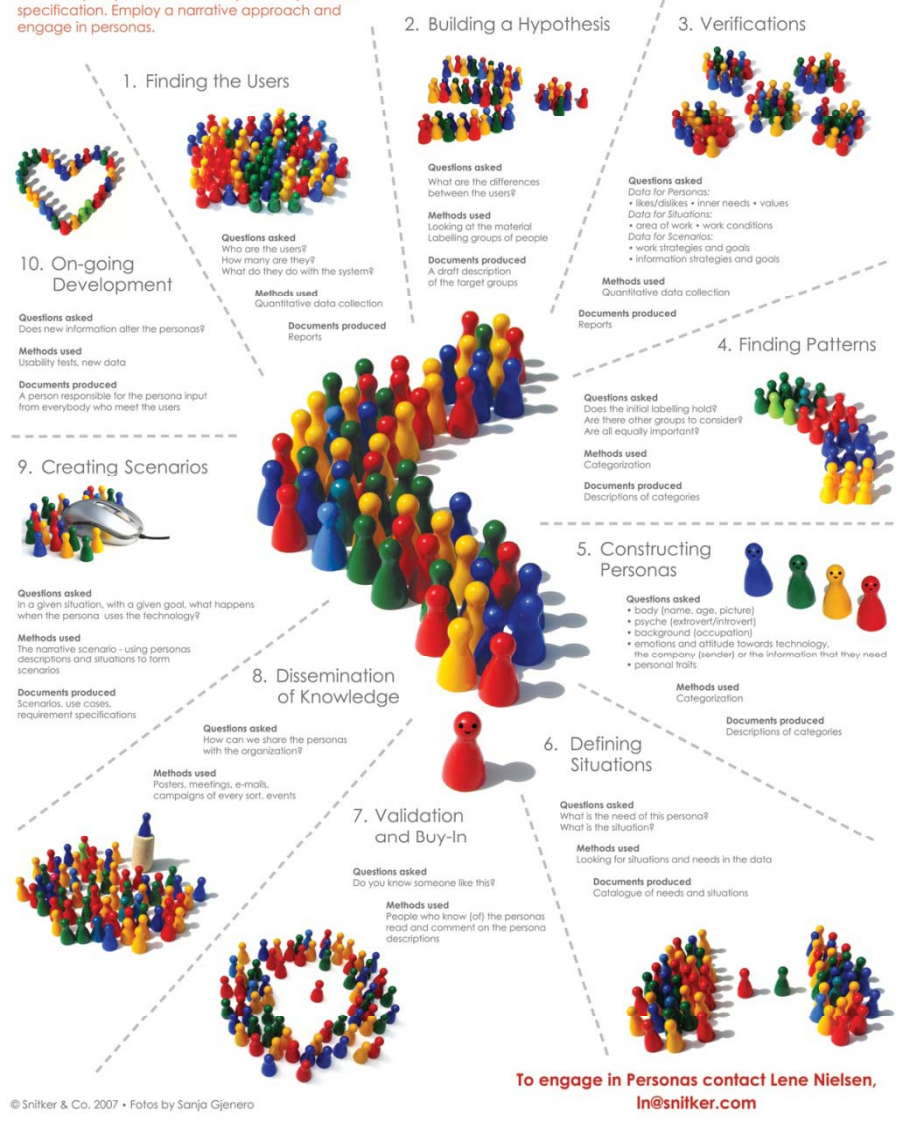 specification. Employ a narrative approach and
engage in personas.
1. Finding the Users
Questions asked
Who are the users?
How many are they?
What do they do with the system?
Methods used
Quantitative data collection
Documents produced
Reports
2. Building a Hypothesis
Questions asked
What are the differences
between the users?
Methods used
Looking at the material
Labelling groups of people
Documents produced
A draft description
of the target groups
3. Verifications
Questions asked
Data for Personas:
• likes/dislikes • inner needs • values
Data for Situations:
• area of work • work conditions
Data for Scenarios:
• work strategies and goals
• information strategies and goals
Methods used
Quantitative data collection
Documents produced
Reports
4. Finding Patterns
Questions asked
Does the initial labelling hold?
Are there other groups to consider?
Are all equally important?
Methods used
Categorization
Documents produced
Descriptions of categories
5. Constructing
Personas
Questions asked
• body (name, age, picture)
• psyche (extrovert/introvert)
• background (occupation)
• emotions and attitude towards technology,
the company (sender) or the information that they need
• personal traits
Methods used
Categorization
Documents produced
Descriptions of categories
6. Defining
Situations
Questions asked
What is the need of this persona?
What is the situation?
Methods used
Looking for situations and needs in the data
Documents produced
Catalogue of needs and situations
7. Validation
and Buy-In
Questions asked
Do you know someone like this?
Methods used
People who know (of) the personas
read and comment on the persona
descriptions
8. Dissemination
of Knowledge
Questions asked
How can we share the personas
with the organization?
Methods used
Posters, meetings, e-mails,
campaigns of every sort, events
9. Creating Scenarios
Questions asked
In a given situation, with a given goal, what happens
when the persona uses the technology?
Methods used
The narrative scenario - using personas
descriptions and situations to form
scenarios
Documents produced
Scenarios, use cases,
requirement specifications
10. On-going
Development
Questions asked
Does new information alter the personas?
Methods used
Usability tests, new data
Documents produced
A person responsible for the persona input
from everybody who meet the users
To engage in Personas contact Lene Nielsen,
ln@snitker.com
© Snitker & Co. 2007 • Fotos by Sanja Gjenero